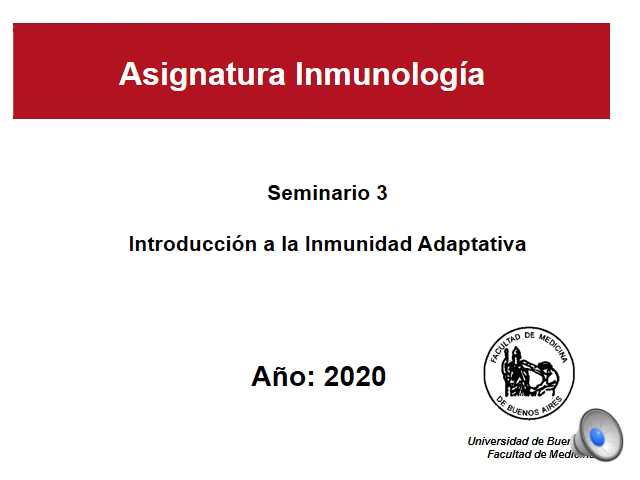 Asignatura Inmunología
Seminario 3
Introducción a la Inmunidad Adaptativa
FACULTAD DE MEDICINA
DE BUENOS AIRES
Año: 2020
Universidad de
Facultad de